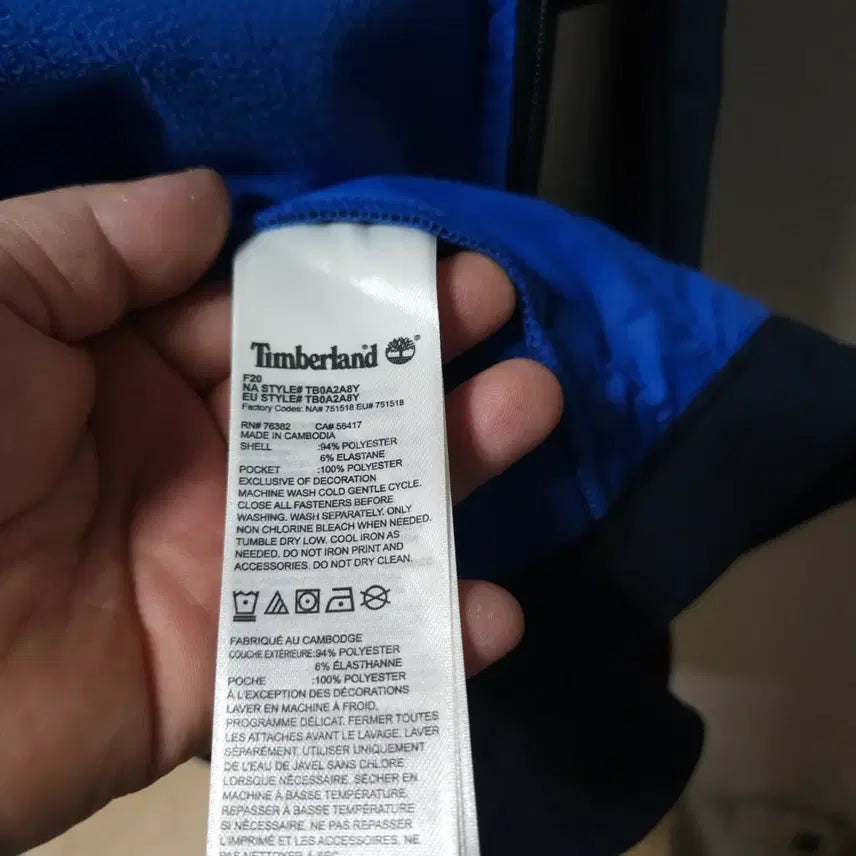 Timberland
F20
NA STYLE# TB0A2A8Y
EU STYLE# TB0A2A8Y
Factory Codes: NA# 751518 EU# 751518
RN# 76382 CA# 56417
MADE IN CAMBODIA
SHELL :94% POLYESTER
6% ELASTANE
POCKET :100% POLYESTER
EXCLUSIVE OF DECORATION
MACHINE WASH COLD GENTLE CYCLE.
CLOSE ALL FASTENERS BEFORE
WASHING. WASH SEPARATELY. ONLY
NON CHLORINE BLEACH WHEN NEEDED.
TUMBLE DRY LOW. COOL IRON AS
NEEDED. DO NOT IRON PRINT AND
ACCESSORIES. DO NOT DRY CLEAN.
FABRIQUÉ AU CAMBODGE
COUCHE EXTÉRIEURE:94% POLYESTER
6% ÉLASTHANNE
POCHE :100% POLYESTER
À L'EXCEPTION DES DÉCORATIONS
LAVER EN MACHINE À FROID,
PROGRAMME DÉLICAT. FERMER TOUTES
LES ATTACHES AVANT LE LAVAGE. LAVER
SÉPARÉMENT. UTILISER UNIQUEMENT
DE L'EAU DE JAVEL SANS CHLORE
LORSQUE NÉCESSAIRE. SÉCHER EN
MACHINE À BASSE TEMPÉRATURE.
REPASSER À BASSE TEMPÉRATURE
SI NÉCESSAIRE. NE PAS REPASSER
L'IMPRIMÉ ET LES ACCESSOIRES. NE
PAS NETTOYER À SEC.